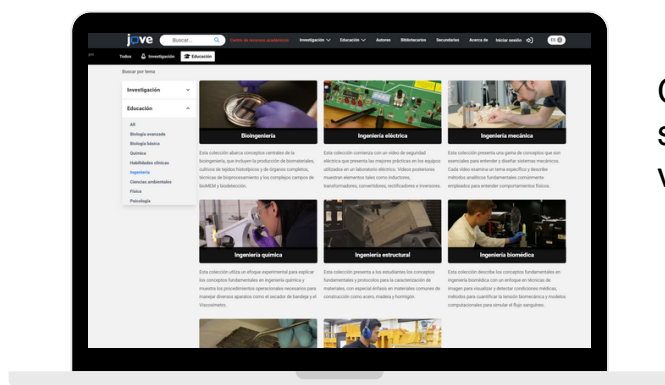 jove
Buscar...
Centro de recursos académicos
Investigación
Educación
Autores
Bibliotecarios
Secundarios
Acerca de
Iniciar sesión
ES
Todos
Investigación
Educación
Buscar por tema
Investigación
Educación
All
Biología avanzada
Biología básica
Química
Habilidades clínicas
Ingeniería
Ciencias ambientales
Física
Psicología
Bioingeniería
Esta colección abarca conceptos centrales de la
bioingeniería, que incluyen la producción de biomateriales,
cultivos de tejidos histotípicos y de órganos completos,
técnicas de bioprocesamiento y los complejos campos de
bioMEM y biodetección.
Ingeniería eléctrica
Esta colección comienza con un video de seguridad
eléctrica que presenta las mejores prácticas en los equipos
utilizados en un laboratorio eléctrico. Videos posteriores
muestran elementos tales como inductores,
transformadores, convertidores, rectificadores e inversores.
Ingeniería mecánica
Esta colección presenta una gama de conceptos que son
esenciales para entender y diseñar sistemas mecánicos.
Cada video examina un tema específico y describe
métodos analíticos fundamentales comúnmente
empleados para entender comportamientos físicos.
Ingeniería química
Esta colección utiliza un enfoque experimental para explicar
los conceptos fundamentales en ingeniería química y
muestra los procedimientos operacionales necesarios para
manejar diversos aparatos como el secador de bandeja y el
Viscosímetro.
Ingeniería estructural
Esta colección presenta a los estudiantes los conceptos
fundamentales y protocolos para la caracterización de
materiales, con especial énfasis en materiales comunes de
construcción como acero, madera y hormigón.
Ingeniería biomédica
Esta colección describe los conceptos fundamentales en
ingeniería biomédica con un enfoque en técnicas de
imagen para visualizar y detectar condiciones médicas,
métodos para cuantificar la tensión biomecánica y modelos
computacionales para simular el flujo sanguíneo.